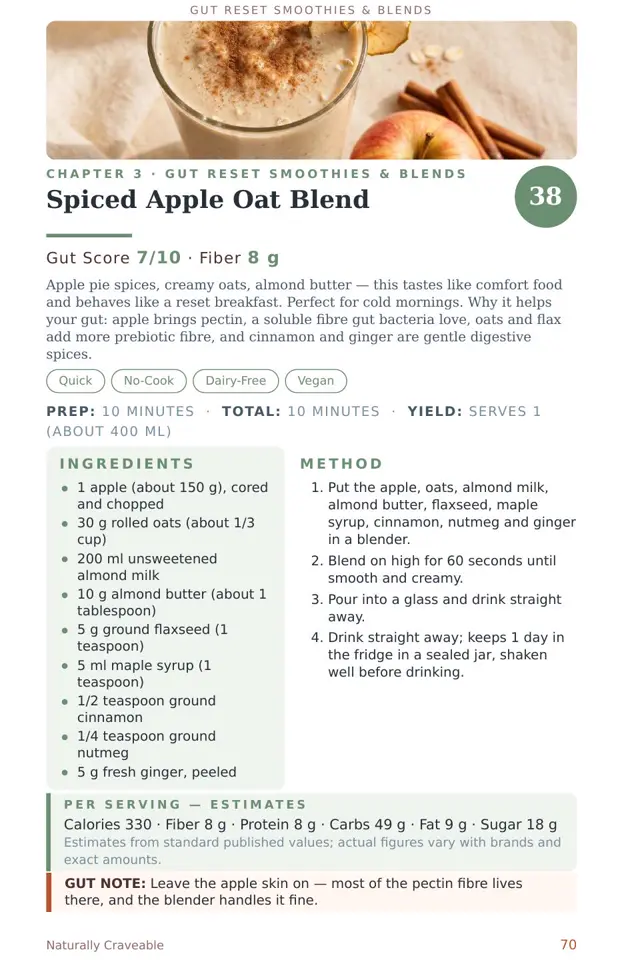 GUT RESET SMOOTHIES & BLENDS
CHAPTER 3 · GUT RESET SMOOTHIES & BLENDS
Spiced Apple Oat Blend
38
Gut Score 7/10 · Fiber 8 g
Apple pie spices, creamy oats, almond butter — this tastes like comfort food
and behaves like a reset breakfast. Perfect for cold mornings. Why it helps
your gut: apple brings pectin, a soluble fibre gut bacteria love, oats and flax
add more prebiotic fibre, and cinnamon and ginger are gentle digestive
spices.
Quick No-Cook Dairy-Free Vegan
PREP: 10 MINUTES · TOTAL: 10 MINUTES · YIELD: SERVES 1
(ABOUT 400 ML)
INGREDIENTS
• 1 apple (about 150 g), cored
and chopped
• 30 g rolled oats (about 1/3
cup)
• 200 ml unsweetened
almond milk
• 10 g almond butter (about 1
tablespoon)
• 5 g ground flaxseed (1
teaspoon)
• 5 ml maple syrup (1
teaspoon)
• 1/2 teaspoon ground
cinnamon
• 1/4 teaspoon ground
nutmeg
• 5 g fresh ginger, peeled
METHOD
1. Put the apple, oats, almond milk,
almond butter, flaxseed, maple
syrup, cinnamon, nutmeg and ginger
in a blender.
2. Blend on high for 60 seconds until
smooth and creamy.
3. Pour into a glass and drink straight
away.
4. Drink straight away; keeps 1 day in
the fridge in a sealed jar, shaken
well before drinking.
PER SERVING — ESTIMATES
Calories 330 · Fiber 8 g · Protein 8 g · Carbs 49 g · Fat 9 g · Sugar 18 g
Estimates from standard published values; actual figures vary with brands and
exact amounts.
GUT NOTE: Leave the apple skin on — most of the pectin fibre lives
there, and the blender handles it fine.
Naturally Craveable
70